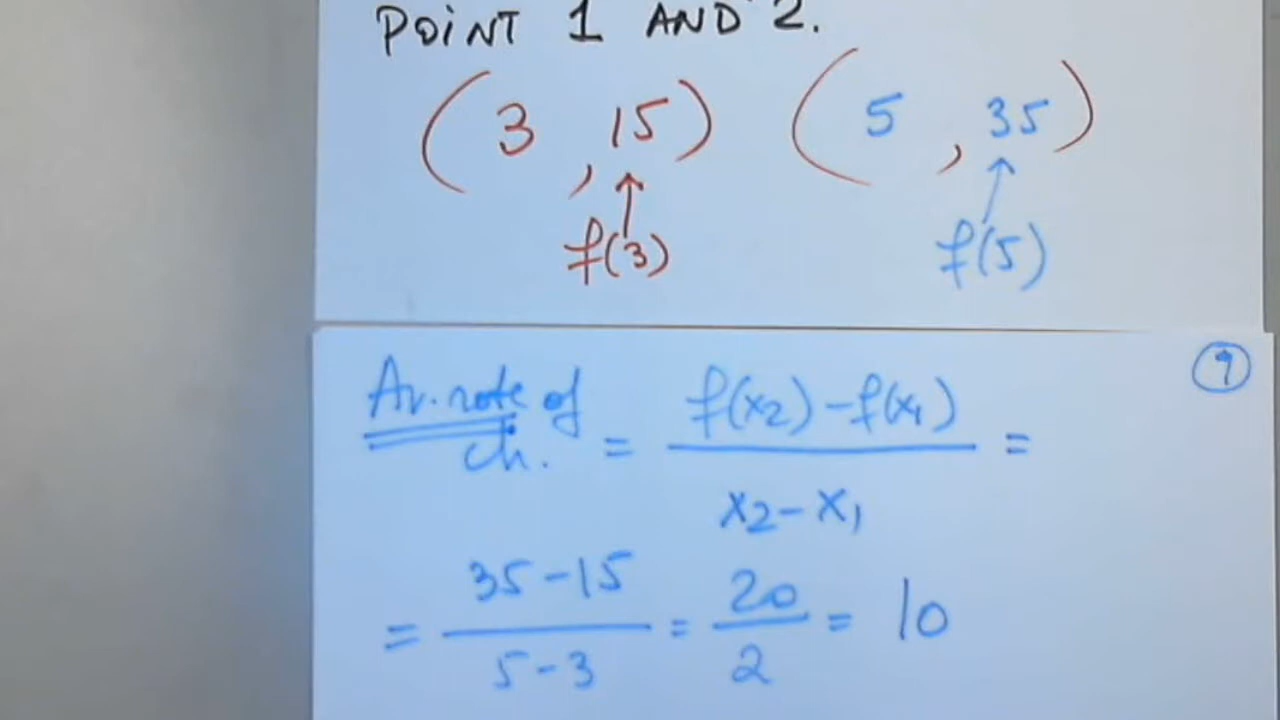 POINT 1 AND 2.
(3, 15) (5, 35)
f(3) f(5)
9
Av. rate of ch. = f(x₂)-f(x₁) / x₂-x₁ =
= 35-15 / 5-3 = 20 / 2 = 10